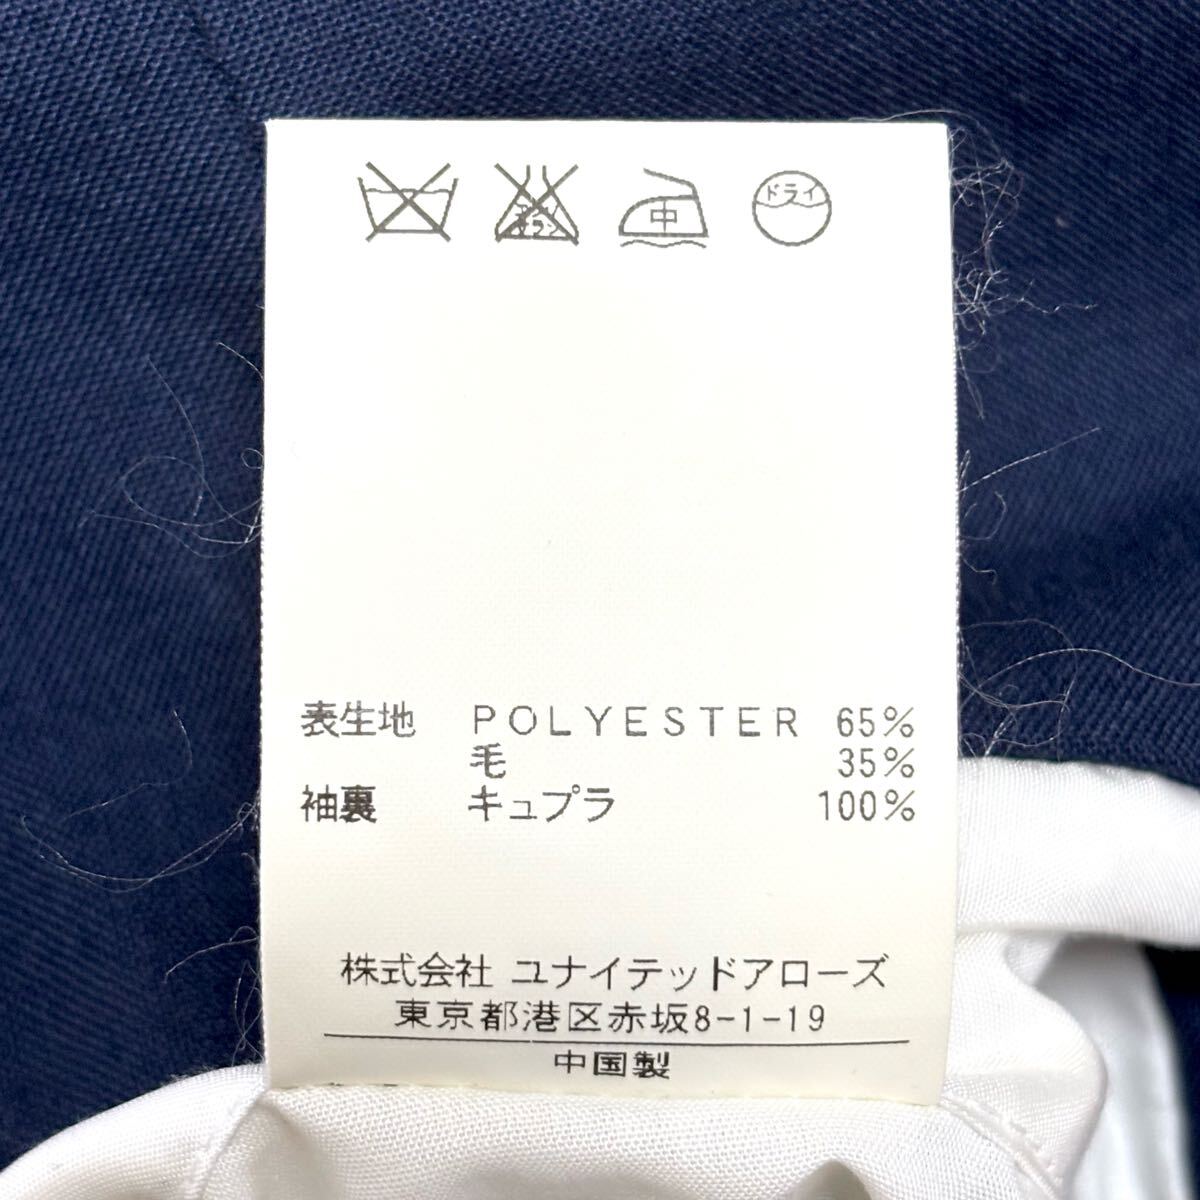 中 ドライ
表生地 POLYESTER 65%
毛 35%
袖裏 キュプラ 100%
株式会社 ユナイテッドアローズ
東京都港区赤坂8-1-19
中国製